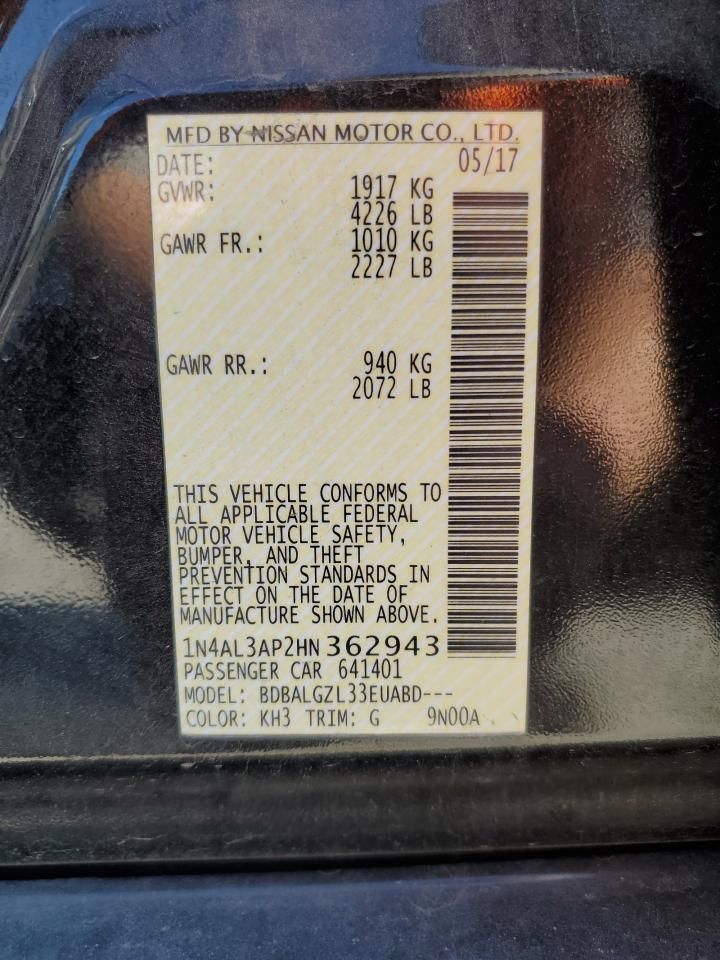 MFD BY NISSAN MOTOR CO., LTD.
DATE: 05/17
GVWR: 1917 KG
4226 LB
GAWR FR.: 1010 KG
2227 LB
GAWR RR.: 940 KG
2072 LB
THIS VEHICLE CONFORMS TO
ALL APPLICABLE FEDERAL
MOTOR VEHICLE SAFETY,
BUMPER, AND THEFT
PREVENTION STANDARDS IN
EFFECT ON THE DATE OF
MANUFACTURE SHOWN ABOVE.
1N4AL3AP2HN362943
PASSENGER CAR 641401
MODEL: BDBALGZL33EUABD---
COLOR: KH3 TRIM: G 9N00A